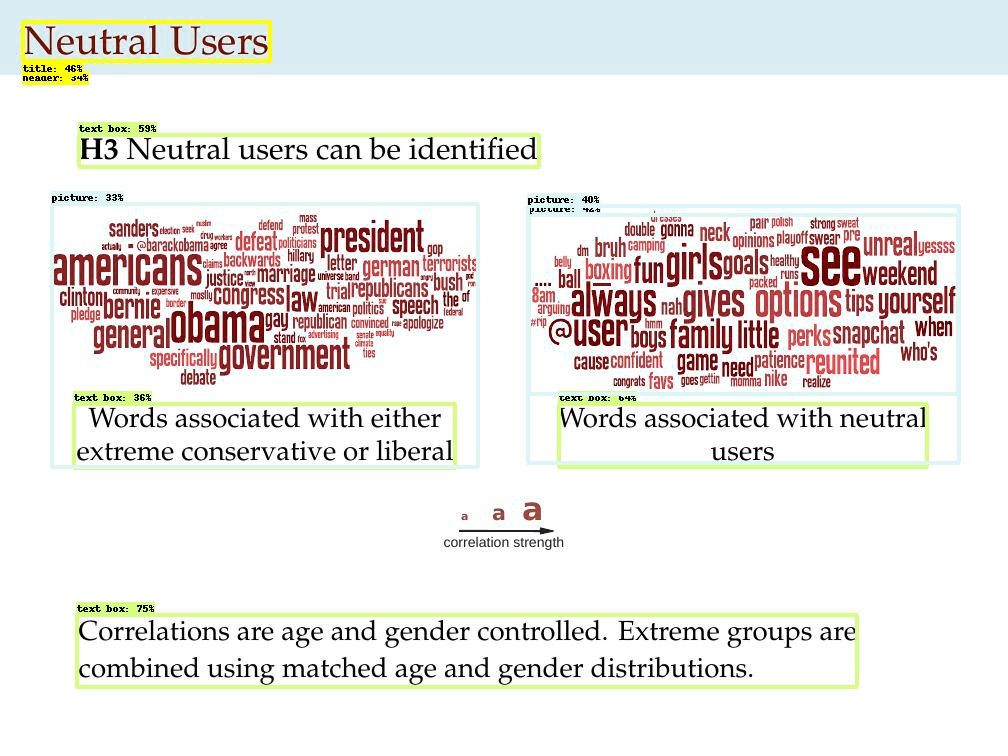 Neutral Users
title: 46%
header: 34%
text box: 59%
H3 Neutral users can be identified
picture: 33%
mass
sanders election seek muslim defend protest president
drug workers
actually = @barackobama agree defeat politicians gop
claims backwards hillary letter german terrorists
americans justice north marriage universe band bush god
clinton community = expensive mostly congress law trial republicans
pledge bernie border american politics sue speech the of
general obama gay republican convinced rape apologize federal
stand fox advertising senate equality
specifically government climate
ties
debate
picture: 40%
picture: 42%
dresses
double gonna neck pair polish strong sweat
dm bruh camping opinions playoff swear pre unreal yessss
belly boxing fun girls goals healthy see weekend
.... ball packed runs
8am always nah gives options tips yourself
arguing
#rip @user boys hmm family little perks snapchat when
cause confident game need patience reunited who's
congrats favs goes gettin momma nike realize
text box: 36%
Words associated with either
extreme conservative or liberal
text box: 64%
Words associated with neutral
users
a a a
correlation strength
text box: 75%
Correlations are age and gender controlled. Extreme groups are
combined using matched age and gender distributions.